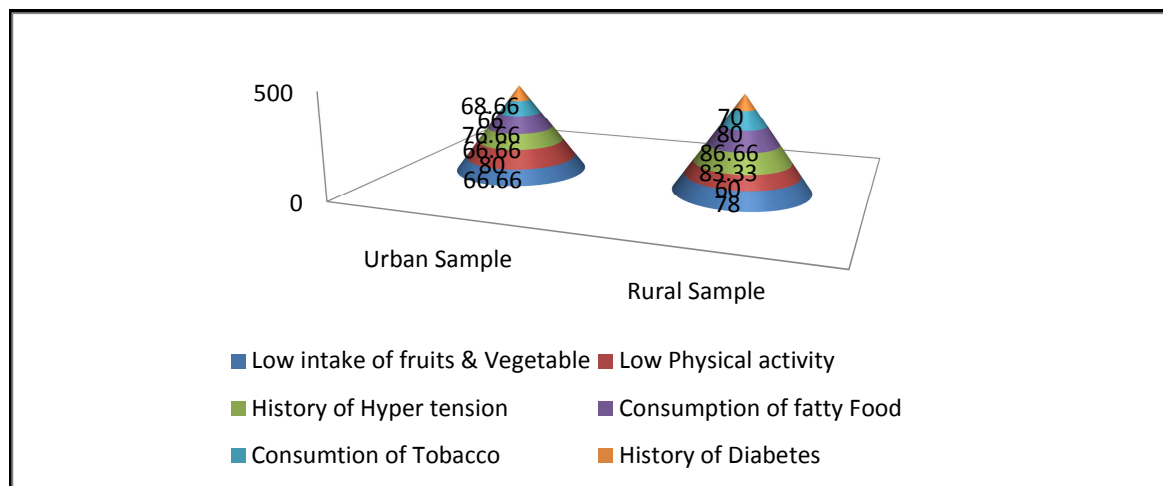 500
68.66
66
76.66
66.66
80
66.66
70
80
86.66
83.33
60
78
0
Urban Sample
Rural Sample
Low intake of fruits & Vegetable
Low Physical activity
History of Hyper tension
Consumption of fatty Food
Consumtion of Tobacco
History of Diabetes